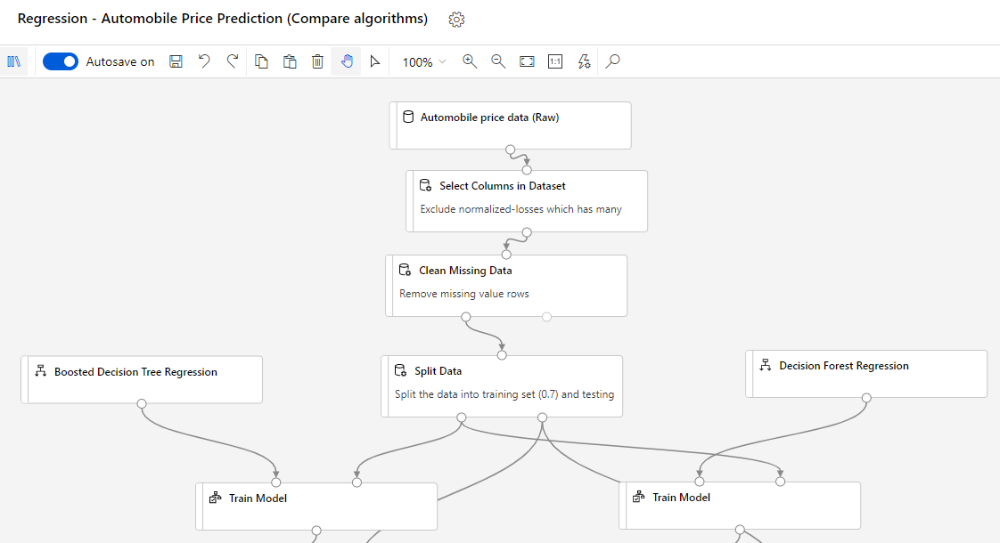 Regression - Automobile Price Prediction (Compare algorithms)
Autosave on
100%
1:1
Automobile price data (Raw)
Select Columns in Dataset
Exclude normalized-losses which has many
Clean Missing Data
Remove missing value rows
Boosted Decision Tree Regression
Split Data
Split the data into training set (0.7) and testing
Decision Forest Regression
Train Model
Train Model